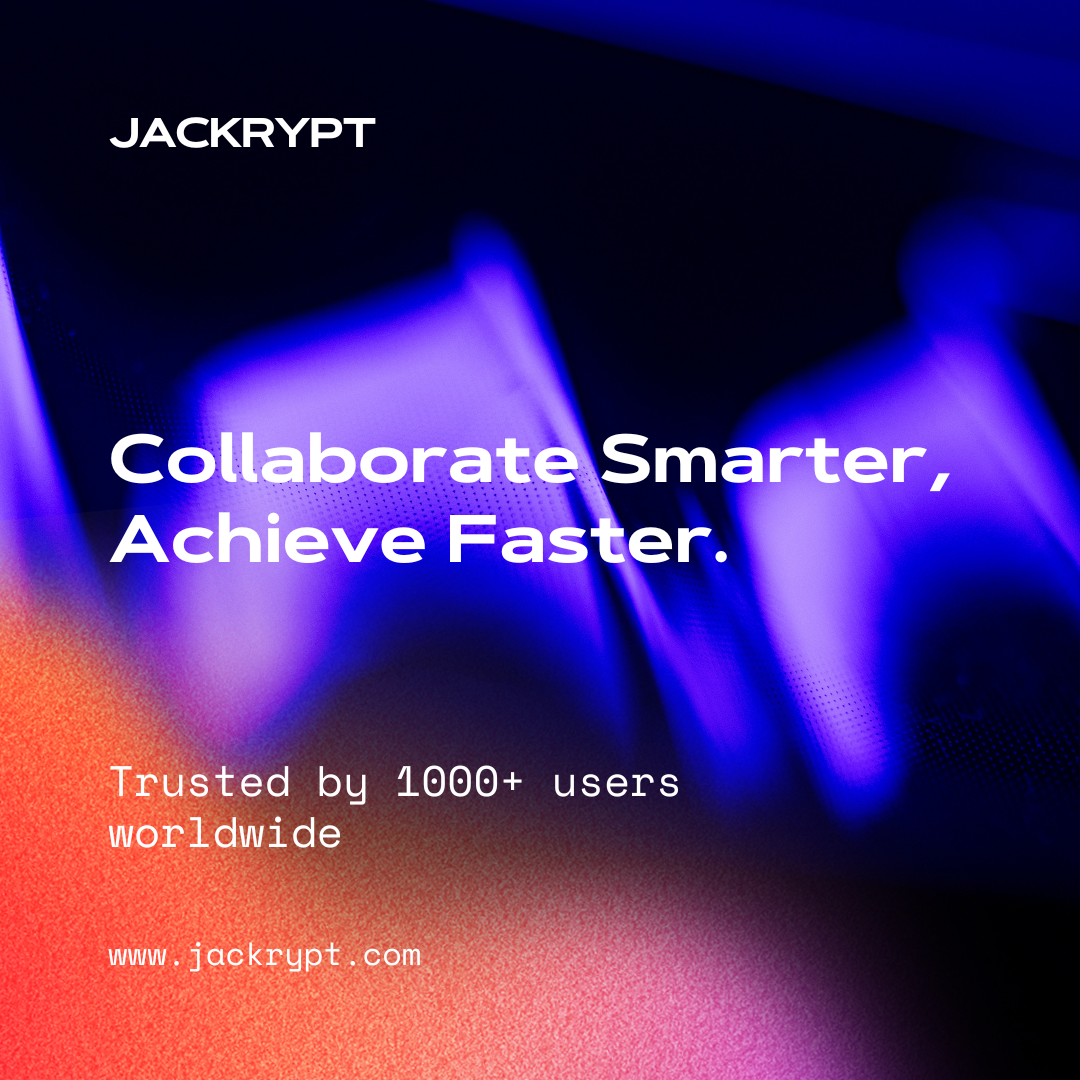 JACKRYPT
Collaborate Smarter,
Achieve Faster.
Trusted by 1000+ users
worldwide
www.jackrypt.com